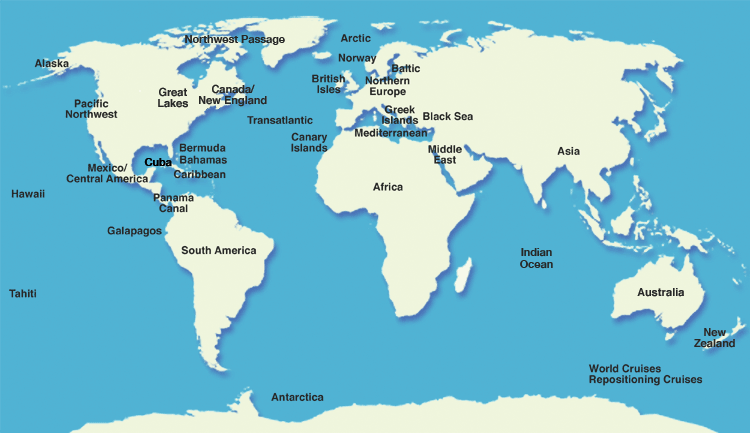 Northwest Passage
Arctic
Alaska
Norway
Baltic
British
Isles
Northern
Europe
Great
Lakes
Canada/
New England
Pacific
Northwest
Transatlantic
Greek
Islands
Black Sea
Mediterranean
Canary
Islands
Middle
East
Asia
Bermuda
Bahamas
Cuba
Mexico/
Central America
Caribbean
Africa
Hawaii
Panama
Canal
Galapagos
South America
Indian
Ocean
Tahiti
Australia
New
Zealand
World Cruises
Repositioning Cruises
Antarctica